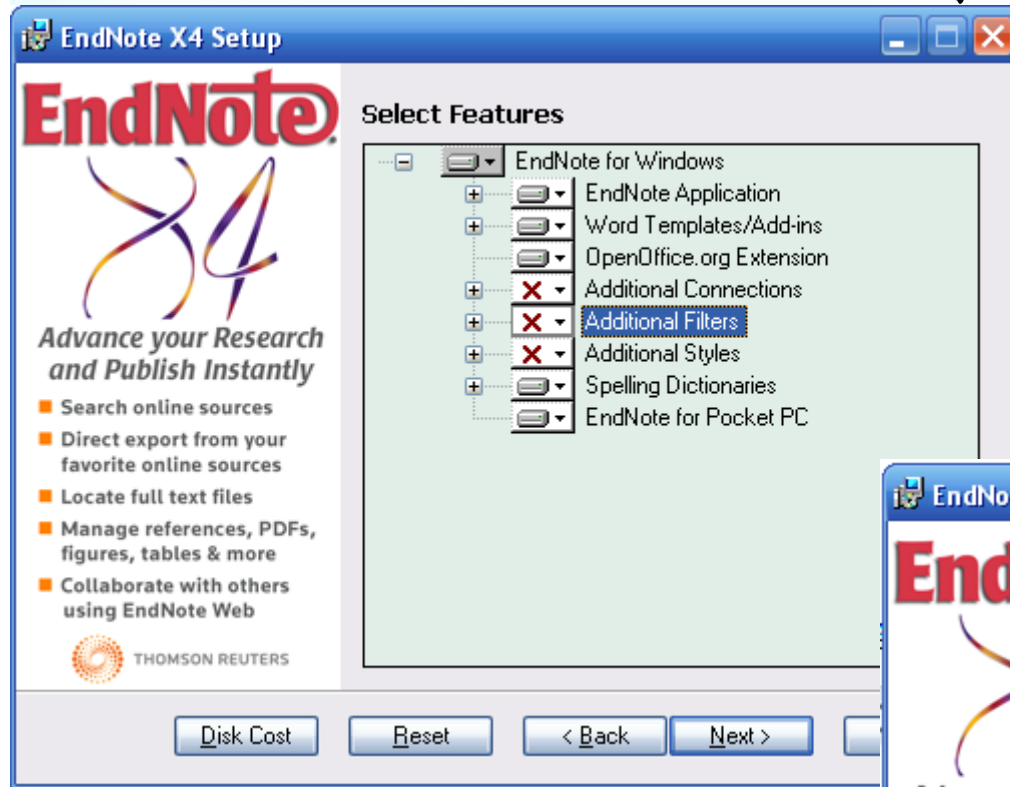 EndNote X4 Setup
EndNote
X4
Advance your Research
and Publish Instantly
Search online sources
Direct export from your
favorite online sources
Locate full text files
Manage references, PDFs,
figures, tables & more
Collaborate with others
using EndNote Web
THOMSON REUTERS
Select Features
EndNote for Windows
EndNote Application
Word Templates/Add-ins
OpenOffice.org Extension
Additional Connections
Additional Filters
Additional Styles
Spelling Dictionaries
EndNote for Pocket PC
Disk Cost
Reset
< Back
Next >
EndNo
End